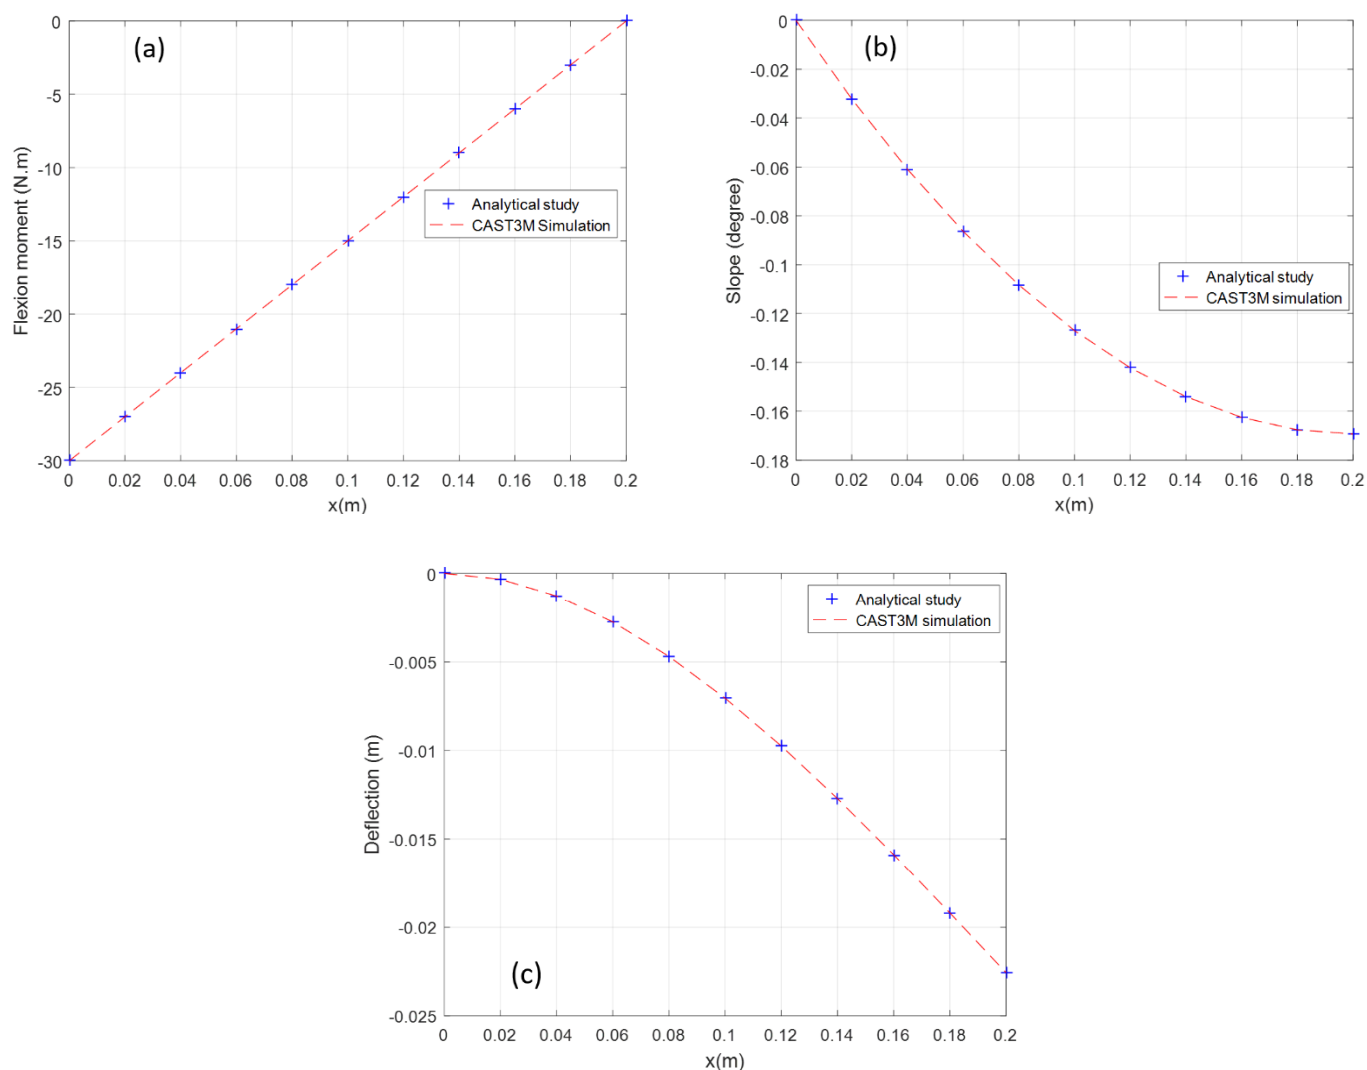 (a)
0
-5
-10
-15
-20
-25
-30
Flexion moment (N.m)
Analytical study
CAST3M Simulation
0 0.02 0.04 0.06 0.08 0.1 0.12 0.14 0.16 0.18 0.2
x(m)
(b)
0
-0.02
-0.04
-0.06
-0.08
-0.1
-0.12
-0.14
-0.16
-0.18
Slope (degree)
Analytical study
CAST3M simulation
0 0.02 0.04 0.06 0.08 0.1 0.12 0.14 0.16 0.18 0.2
x(m)
0
-0.005
-0.01
-0.015
-0.02
-0.025
Deflection (m)
Analytical study
CAST3M simulation
(c)
0 0.02 0.04 0.06 0.08 0.1 0.12 0.14 0.16 0.18 0.2
x(m)